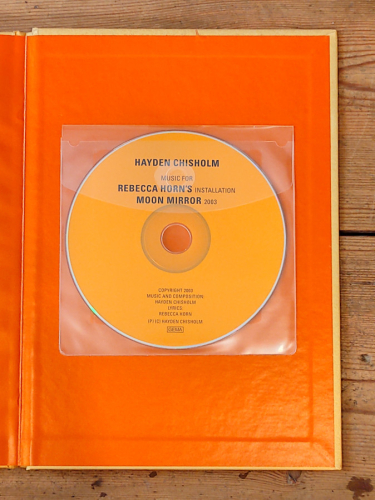 HAYDEN CHISHOLM
MUSIC FOR
REBECCA HORN'S INSTALLATION
MOON MIRROR 2003
COPYRIGHT 2003
MUSIC AND COMPOSITION:
HAYDEN CHISHOLM
LYRICS:
REBECCA HORN
(P) (C) HAYDEN CHISHOLM
GEMA